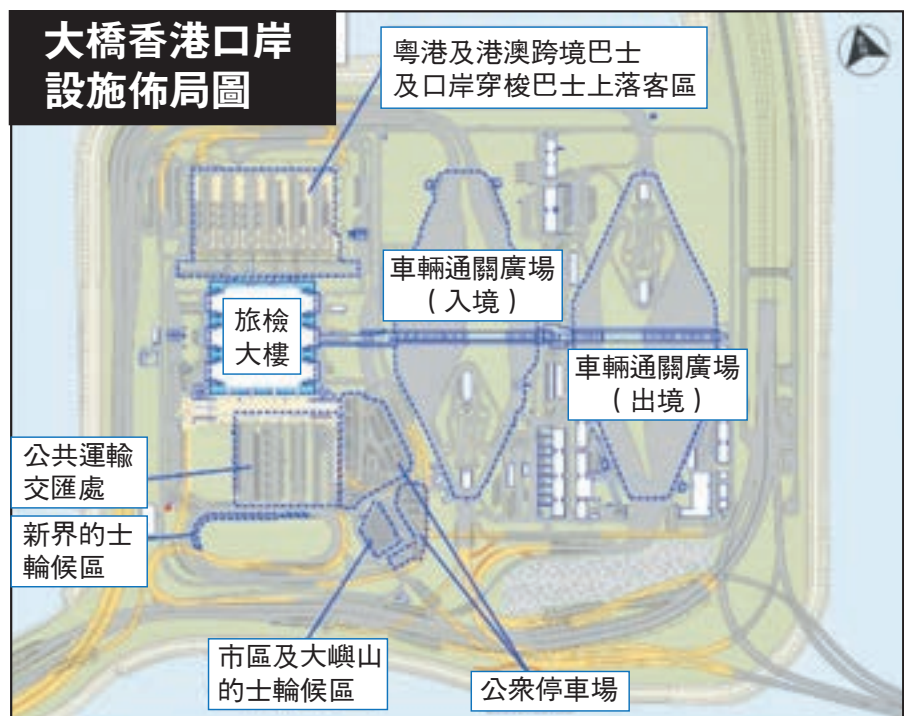 大橋香港口岸
設施佈局圖
粵港及港澳跨境巴士
及口岸穿梭巴士上落客區
車輛通關廣場
(入境)
旅檢
大樓
車輛通關廣場
(出境)
公共運輸
交匯處
新界的士
輪候區
市區及大嶼山
的士輪候區
公眾停車場